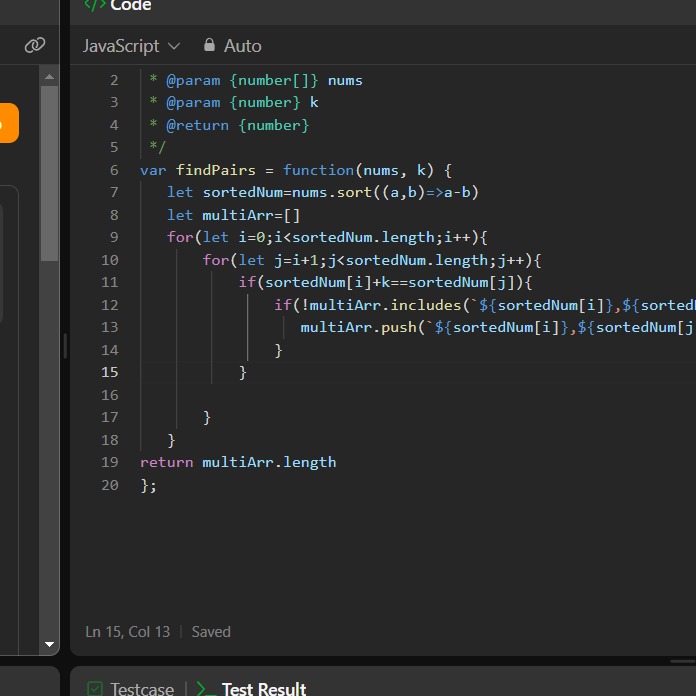 </> Code
JavaScript Auto
2 * @param {number[]} nums
3 * @param {number} k
4 * @return {number}
5 */
6 var findPairs = function(nums, k) {
7 let sortedNum=nums.sort((a,b)=>a-b)
8 let multiArr=[]
9 for(let i=0;i<sortedNum.length;i++){
10 for(let j=i+1;j<sortedNum.length;j++){
11 if(sortedNum[i]+k==sortedNum[j]){
12 if(!multiArr.includes(`${sortedNum[i]},${sorted
13 multiArr.push(`${sortedNum[i]},${sortedNum[j
14 }
15 }
16
17 }
18 }
19 return multiArr.length
20 };
Ln 15, Col 13 | Saved
Testcase | >_ Test Result